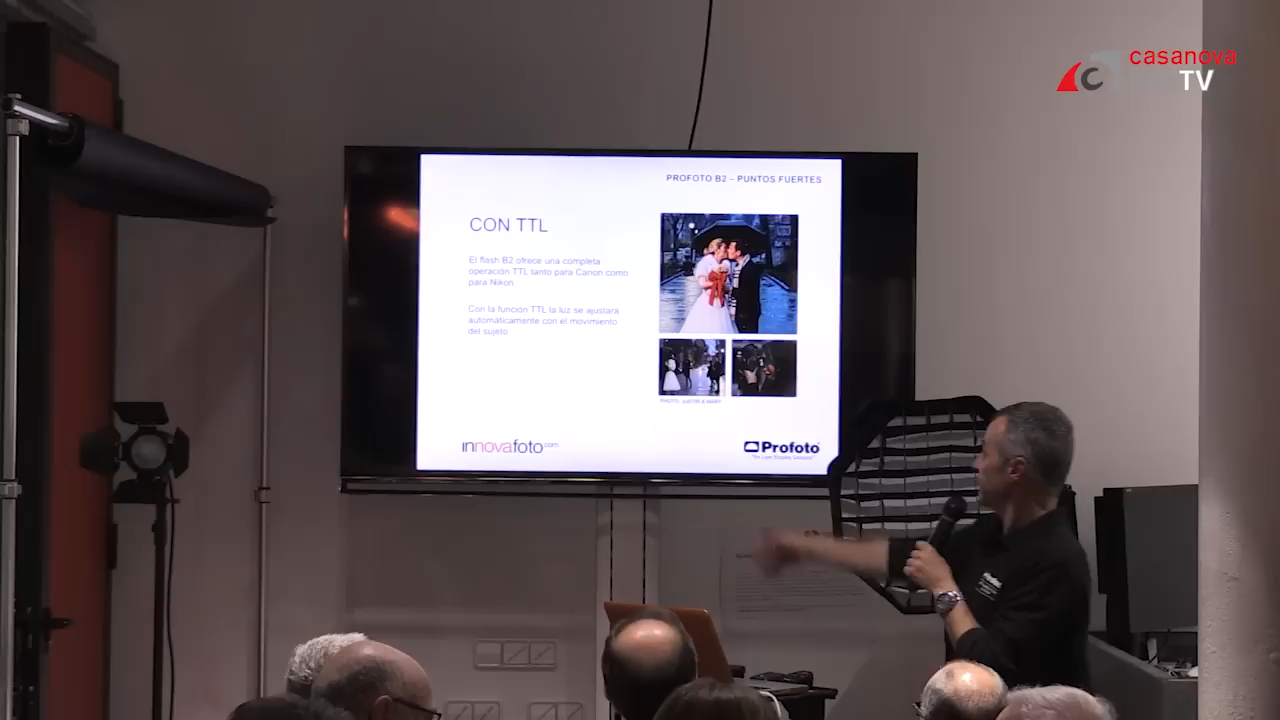 casanova
TV
PROFOTO B2 – PUNTOS FUERTES
CON TTL
El flash B2 ofrece una completa
operación TTL tanto para Canon como
para Nikon
Con la función TTL la luz se ajustará
automáticamente con el movimiento
del sujeto
innovafoto.com
Profoto